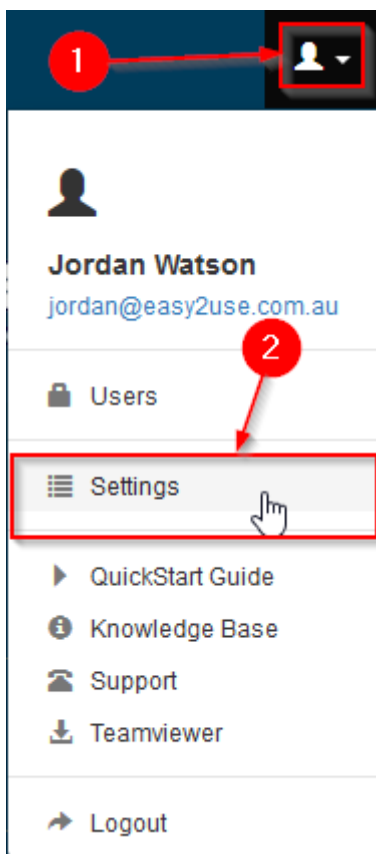 1
Jordan Watson
jordan@easy2use.com.au
2
Users
Settings
QuickStart Guide
Knowledge Base
Support
Teamviewer
Logout